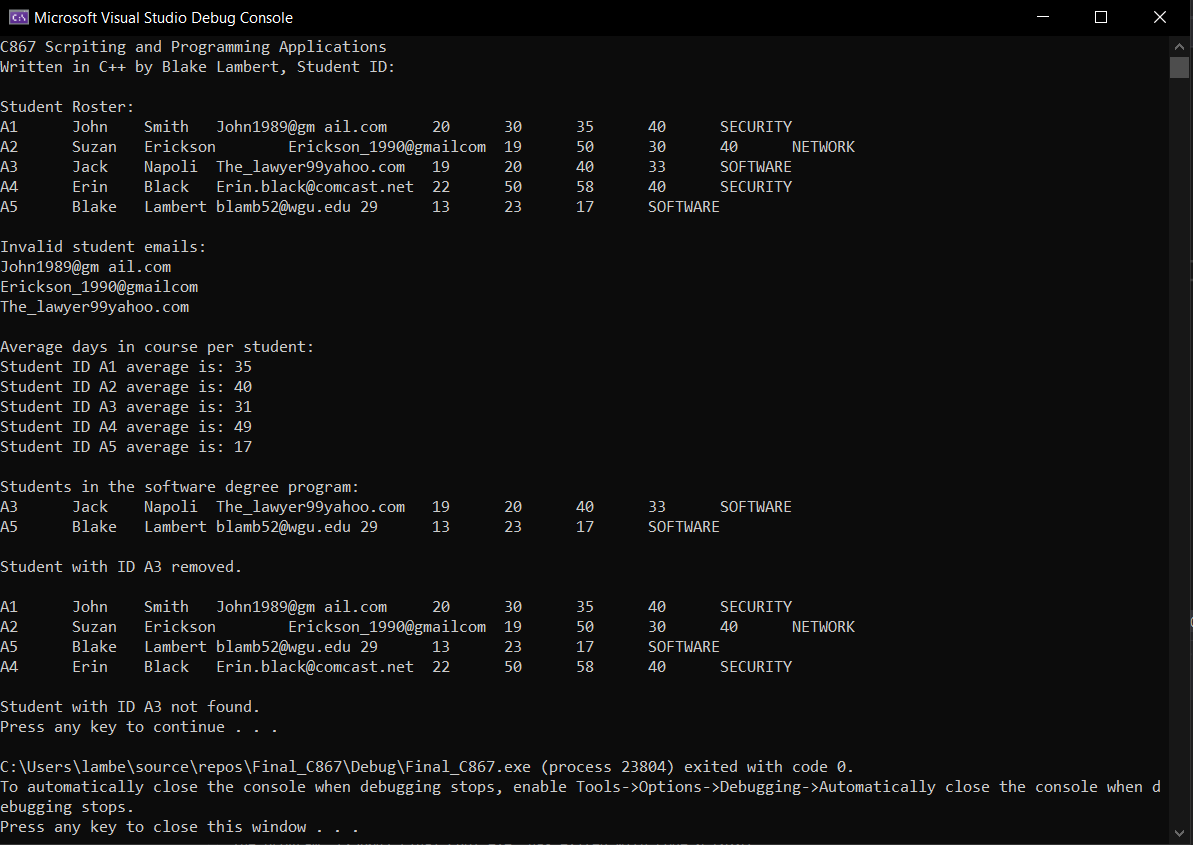 Microsoft Visual Studio Debug Console
C867 Scrpiting and Programming Applications
Written in C++ by Blake Lambert, Student ID:
Student Roster:
A1 John Smith John1989@gm ail.com 20 30 35 40 SECURITY
A2 Suzan Erickson Erickson_1990@gmailcom 19 50 30 40 NETWORK
A3 Jack Napoli The_lawyer99yahoo.com 19 20 40 33 SOFTWARE
A4 Erin Black Erin.black@comcast.net 22 50 58 40 SECURITY
A5 Blake Lambert blamb52@wgu.edu 29 13 23 17 SOFTWARE
Invalid student emails:
John1989@gm ail.com
Erickson_1990@gmailcom
The_lawyer99yahoo.com
Average days in course per student:
Student ID A1 average is: 35
Student ID A2 average is: 40
Student ID A3 average is: 31
Student ID A4 average is: 49
Student ID A5 average is: 17
Students in the software degree program:
A3 Jack Napoli The_lawyer99yahoo.com 19 20 40 33 SOFTWARE
A5 Blake Lambert blamb52@wgu.edu 29 13 23 17 SOFTWARE
Student with ID A3 removed.
A1 John Smith John1989@gm ail.com 20 30 35 40 SECURITY
A2 Suzan Erickson Erickson_1990@gmailcom 19 50 30 40 NETWORK
A5 Blake Lambert blamb52@wgu.edu 29 13 23 17 SOFTWARE
A4 Erin Black Erin.black@comcast.net 22 50 58 40 SECURITY
Student with ID A3 not found.
Press any key to continue . . .
C:\Users\lambe\source\repos\Final_C867\Debug\Final_C867.exe (process 23804) exited with code 0.
To automatically close the console when debugging stops, enable Tools->Options->Debugging->Automatically close the console when d
ebugging stops.
Press any key to close this window . . .